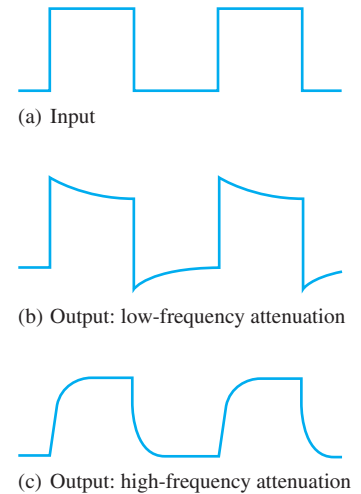 (a) Input
(b) Output: low-frequency attenuation
(c) Output: high-frequency attenuation